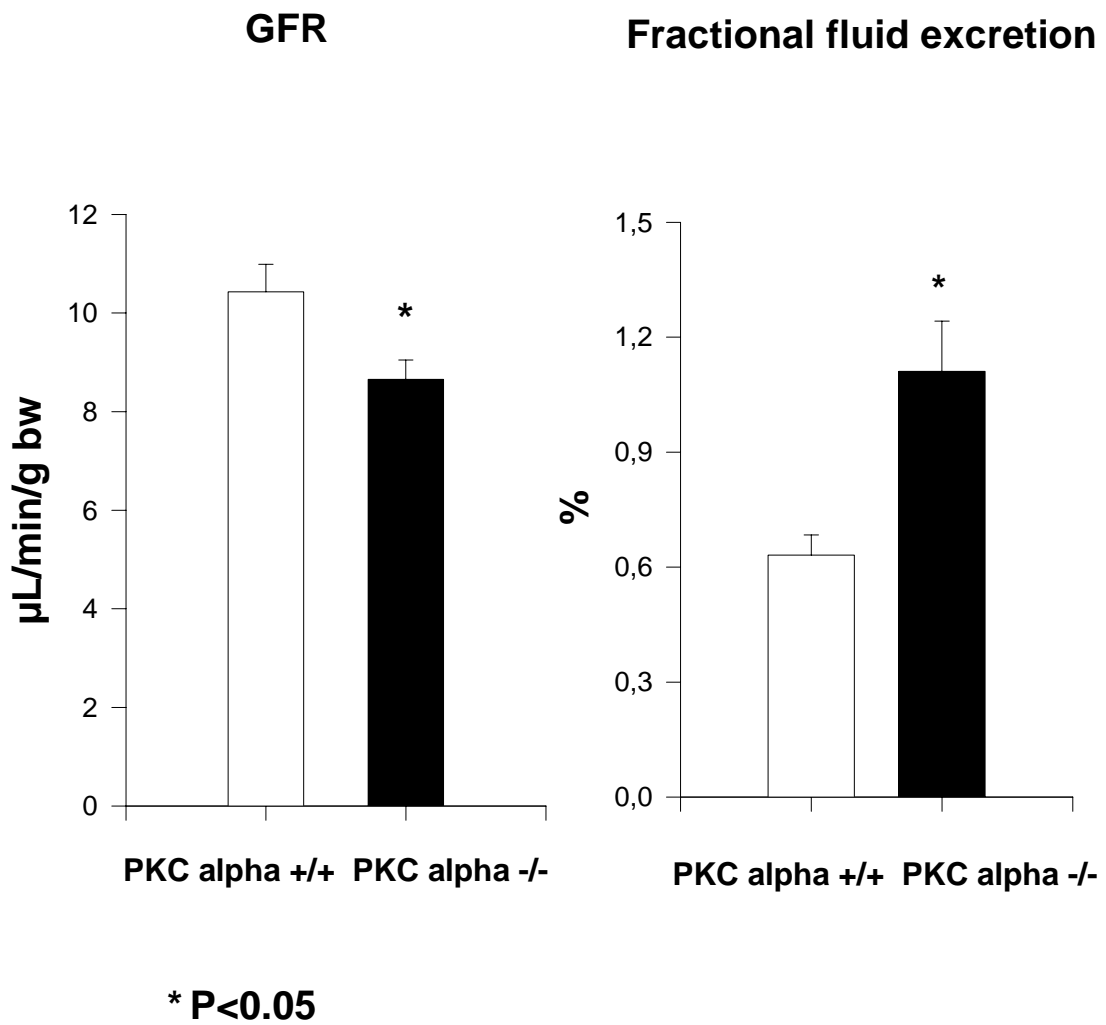 GFR
Fractional fluid excretion
12
10
8
6
4
2
0
µL/min/g bw
*
PKC alpha +/+ PKC alpha -/-
1,5
1,2
0,9
0,6
0,3
0,0
%
*
PKC alpha +/+ PKC alpha -/-
* P<0.05